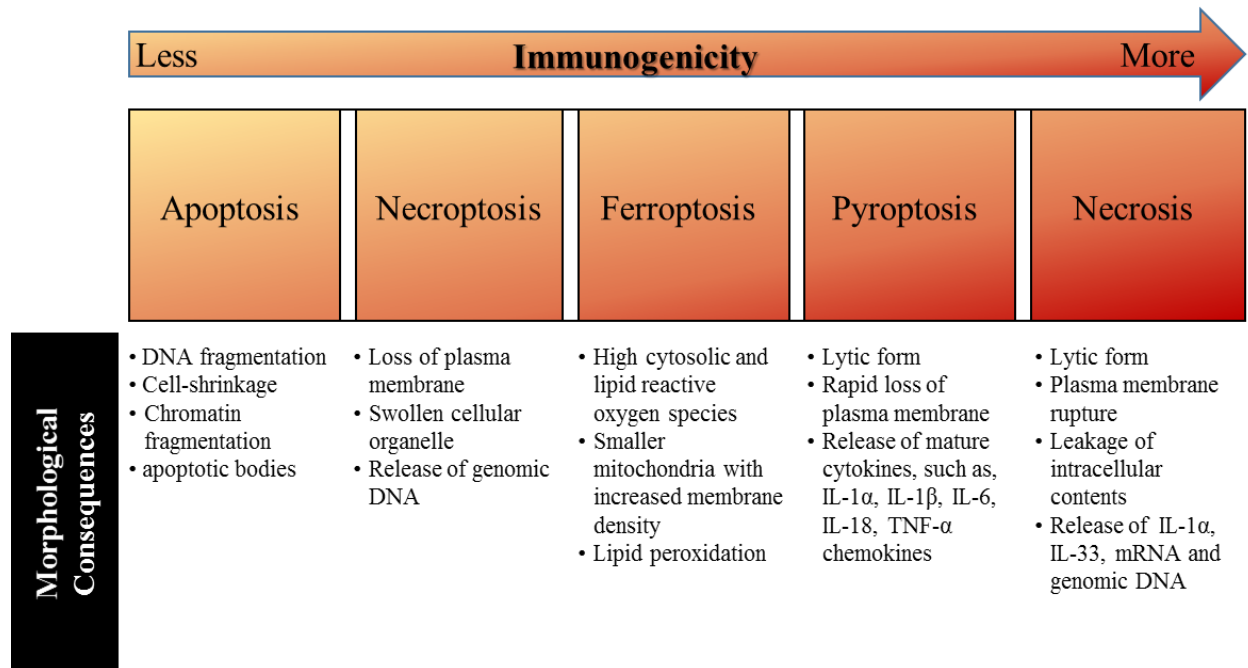 Less Immunogenicity More
Apoptosis Necroptosis Ferroptosis Pyroptosis Necrosis
Morphological
Consequences
• DNA fragmentation
• Cell-shrinkage
• Chromatin
fragmentation
• apoptotic bodies
• Loss of plasma
membrane
• Swollen cellular
organelle
• Release of genomic
DNA
• High cytosolic and
lipid reactive
oxygen species
• Smaller
mitochondria with
increased membrane
density
• Lipid peroxidation
• Lytic form
• Rapid loss of
plasma membrane
• Release of mature
cytokines, such as,
IL-1α, IL-1β, IL-6,
IL-18, TNF-α
chemokines
• Lytic form
• Plasma membrane
rupture
• Leakage of
intracellular
contents
• Release of IL-1α,
IL-33, mRNA and
genomic DNA